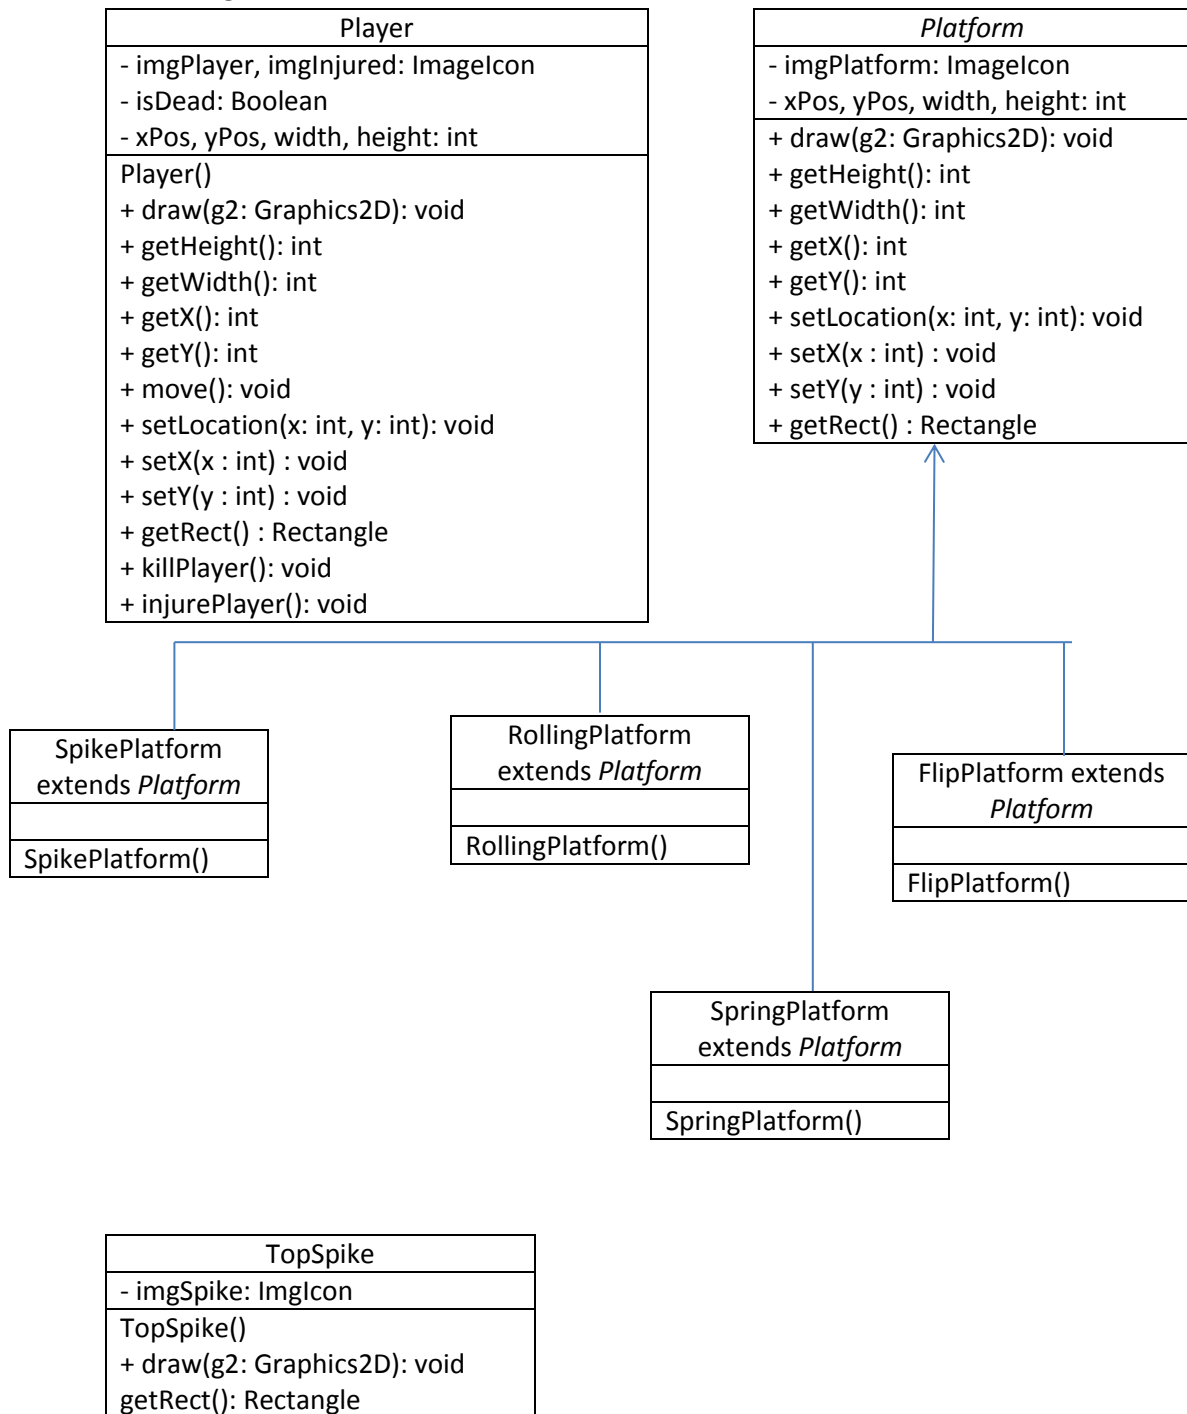 Player
- imgPlayer, imgInjured: ImageIcon
- isDead: Boolean
- xPos, yPos, width, height: int
Player()
+ draw(g2: Graphics2D): void
+ getHeight(): int
+ getWidth(): int
+ getX(): int
+ getY(): int
+ move(): void
+ setLocation(x: int, y: int): void
+ setX(x : int) : void
+ setY(y : int) : void
+ getRect() : Rectangle
+ killPlayer(): void
+ injurePlayer(): void
Platform
- imgPlatform: ImageIcon
- xPos, yPos, width, height: int
+ draw(g2: Graphics2D): void
+ getHeight(): int
+ getWidth(): int
+ getX(): int
+ getY(): int
+ setLocation(x: int, y: int): void
+ setX(x : int) : void
+ setY(y : int) : void
+ getRect() : Rectangle
SpikePlatform
extends Platform
SpikePlatform()
RollingPlatform
extends Platform
RollingPlatform()
FlipPlatform extends
Platform
FlipPlatform()
SpringPlatform
extends Platform
SpringPlatform()
TopSpike
- imgSpike: ImgIcon
TopSpike()
+ draw(g2: Graphics2D): void
getRect(): Rectangle